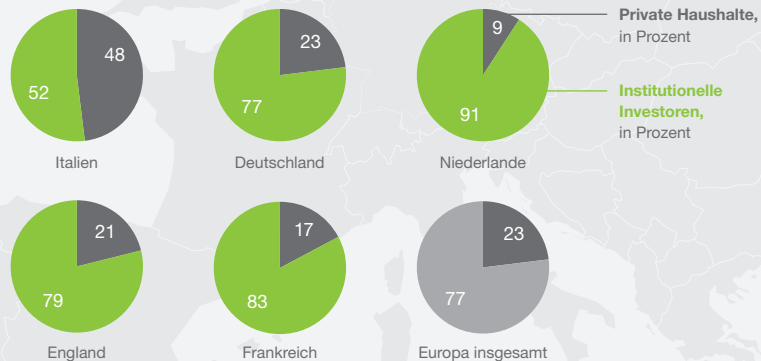 48
52
Italien
23
77
Deutschland
9
91
Niederlande
Private Haushalte,
in Prozent
Institutionelle
Investoren,
in Prozent
21
79
England
17
83
Frankreich
23
77
Europa insgesamt